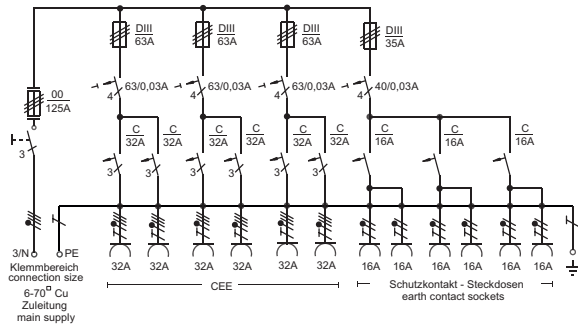 DIII DIII DIII DIII
63A 63A 63A 35A
00
125A
63/0,03A 63/0,03A 63/0,03A 40/0,03A
4 4 4 4
C C C C C C C C C
32A 32A 32A 32A 32A 32A 16A 16A 16A
3 3 3 3 3 3 3
3/N PE
32A 32A 32A 32A 32A 32A 16A 16A 16A 16A 16A 16A
Klemmbereich
connection size
6-70□ Cu
Zuleitung
main supply
CEE
Schutzkontakt - Steckdosen
earth contact sockets